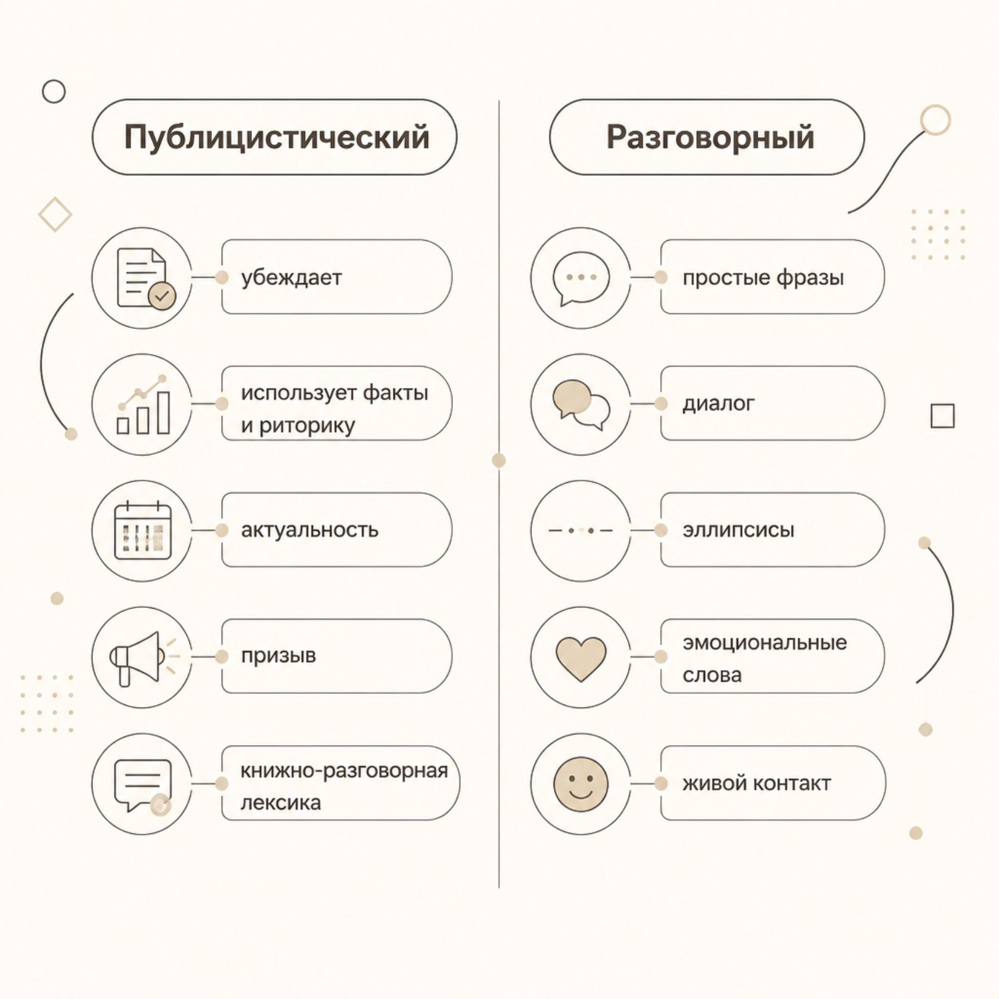 Публицистический
убеждает
использует факты
и риторику
актуальность
призыв
книжно-разговорная
лексика
Разговорный
простые фразы
диалог
эллипсисы
эмоциональные
слова
живой контакт